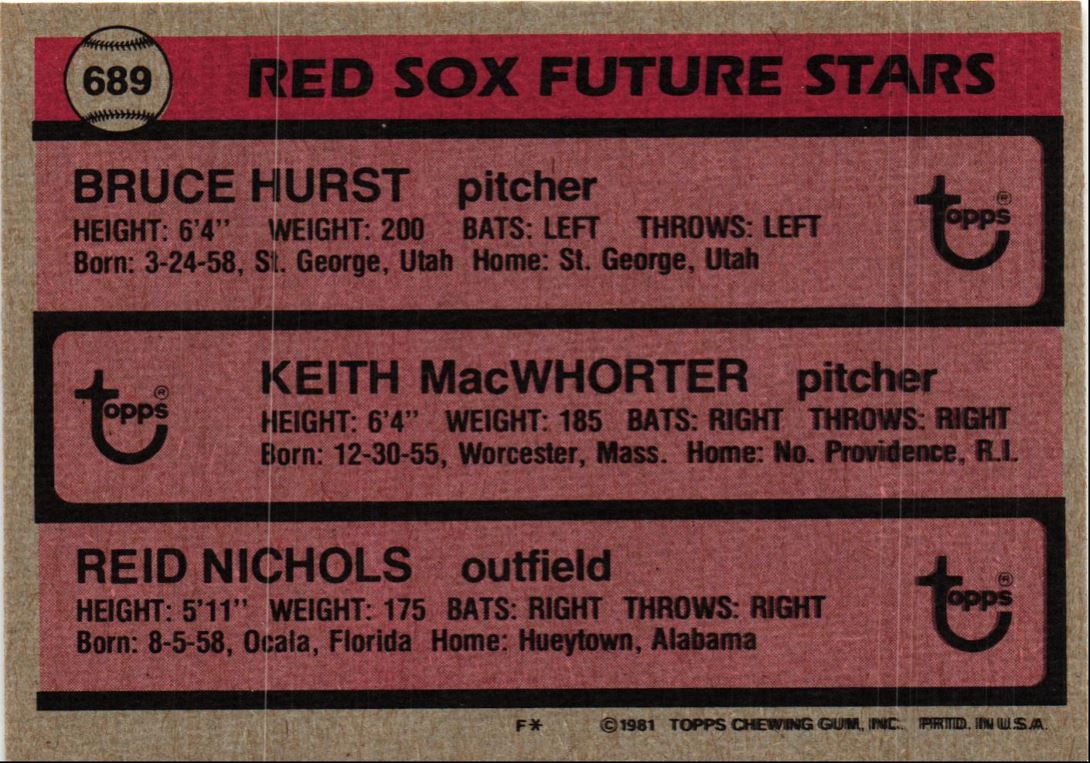 689
RED SOX FUTURE STARS
BRUCE HURST pitcher
HEIGHT: 6'4" WEIGHT: 200 BATS: LEFT THROWS: LEFT
Born: 3-24-58, St. George, Utah Home: St. George, Utah
topps®
KEITH MacWHORTER pitcher
HEIGHT: 6'4" WEIGHT: 185 BATS: RIGHT THROWS: RIGHT
Born: 12-30-55, Worcester, Mass. Home: No. Providence, R.I.
topps®
REID NICHOLS outfield
HEIGHT: 5'11" WEIGHT: 175 BATS: RIGHT THROWS: RIGHT
Born: 8-5-58, Ocala, Florida Home: Hueytown, Alabama
topps®
F* ©1981 TOPPS CHEWING GUM, INC. PRTD. IN U.S.A.